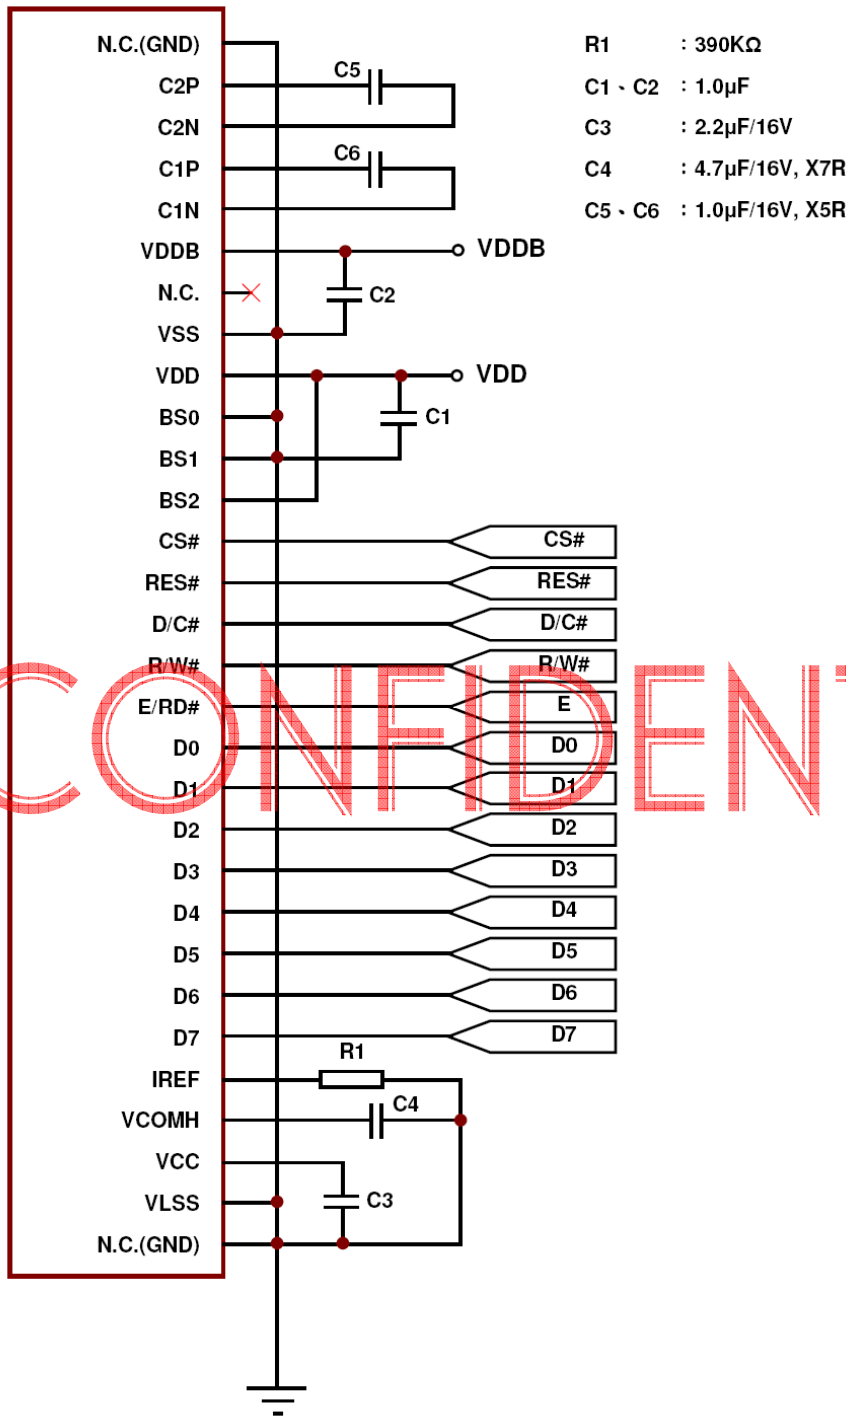 N.C.(GND)
C2P
C2N
C1P
C1N
VDDB
N.C.
VSS
VDD
BS0
BS1
BS2
CS#
RES#
D/C#
R/W#
E/RD#
D0
D1
D2
D3
D4
D5
D6
D7
IREF
VCOMH
VCC
VLSS
N.C.(GND)
C5
C6
VDDB
C2
VDD
C1
CS#
RES#
D/C#
R/W#
E
D0
D1
D2
D3
D4
D5
D6
D7
R1
C4
C3
R1 : 390KΩ
C1、C2 : 1.0μF
C3 : 2.2μF/16V
C4 : 4.7μF/16V, X7R
C5、C6 : 1.0μF/16V, X5R
CONFIDENT